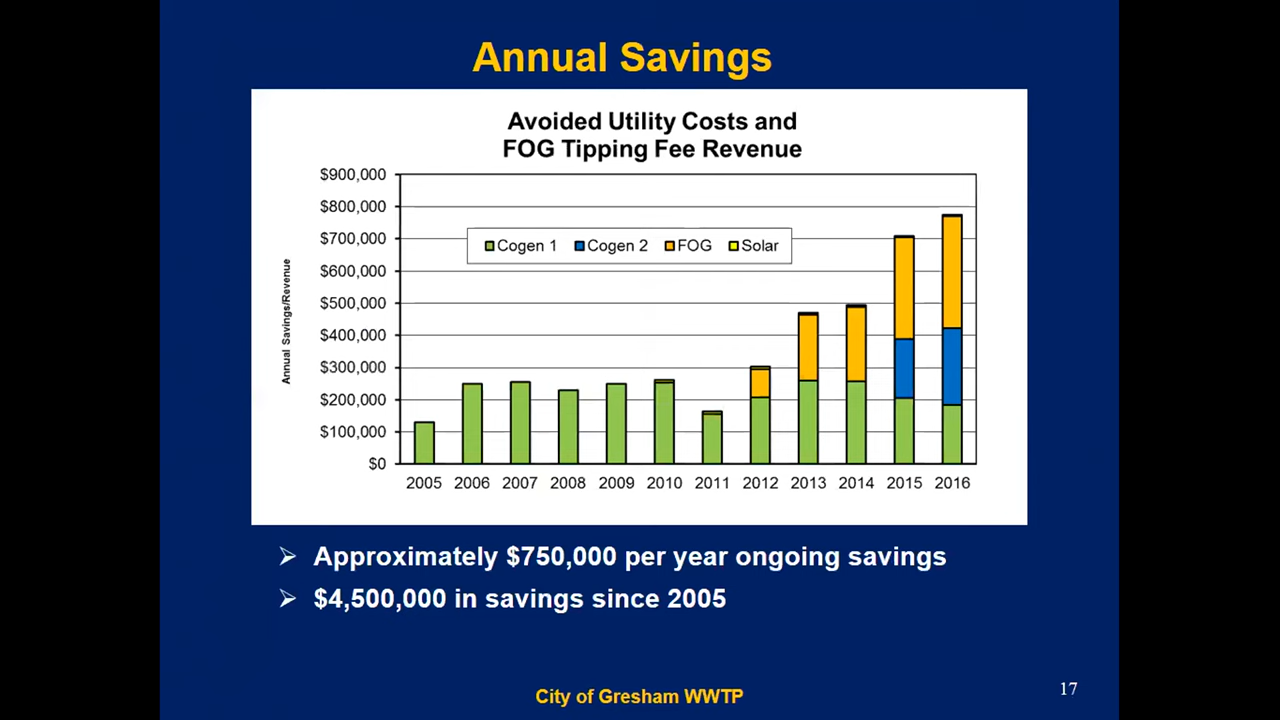 Annual Savings
Avoided Utility Costs and
FOG Tipping Fee Revenue
$900,000
$800,000
$700,000
$600,000
$500,000
$400,000
$300,000
$200,000
$100,000
$0
Annual Savings/Revenue
Cogen 1 Cogen 2 FOG Solar
2005 2006 2007 2008 2009 2010 2011 2012 2013 2014 2015 2016
Approximately $750,000 per year ongoing savings
$4,500,000 in savings since 2005
City of Gresham WWTP
17